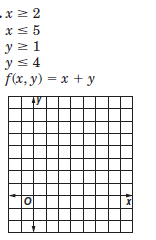 . x ≥ 2
x ≤ 5
y ≥ 1
y ≤ 4
f(x, y) = x + y
y
O
x